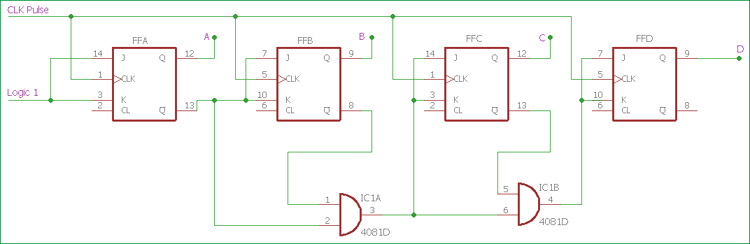 CLK Pulse
FFA A FFB B FFC C FFD D
14 J Q 12 7 J Q 9 14 J Q 12 7 J Q 9
1 CLK 5 CLK 1 CLK 5 CLK
Logic 1 3 K 13 10 K 3 K 10 K
2 CL Q 6 CL Q 8 2 CL Q 13 6 CL Q 8
IC1A IC1B
1 3 5 4
2 6
4081D 4081D